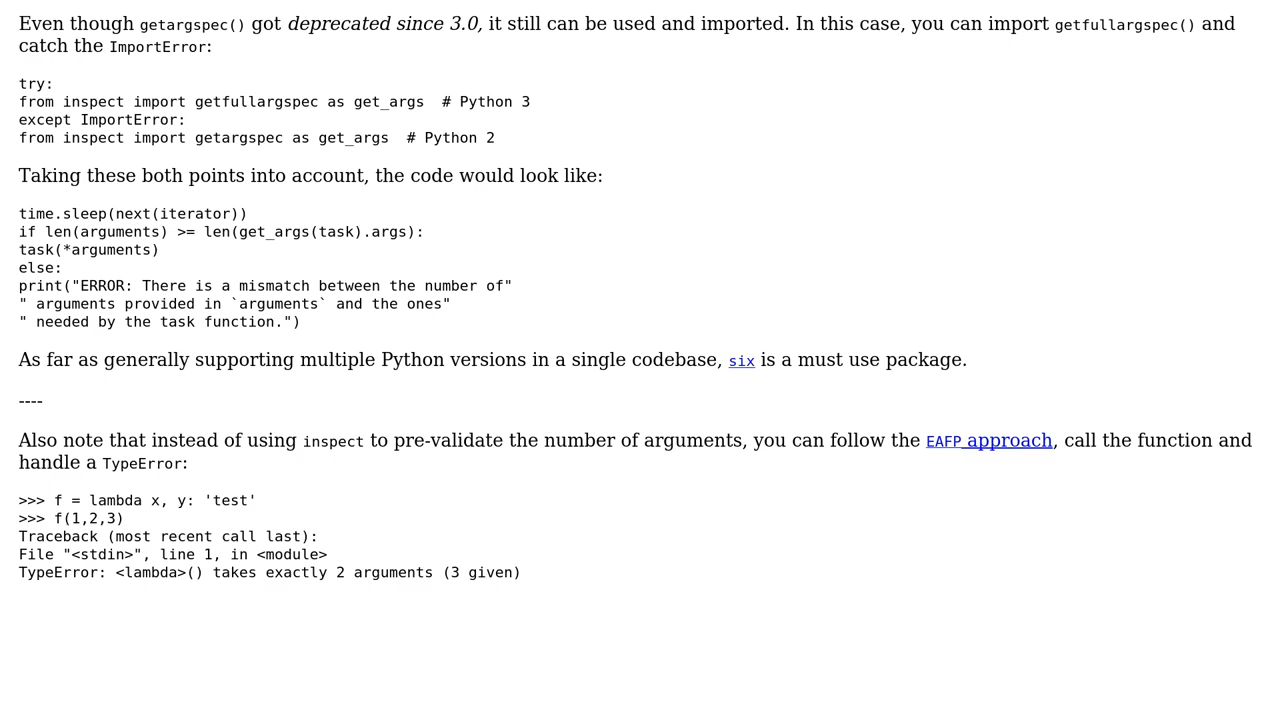 Even though getargspec() got deprecated since 3.0, it still can be used and imported. In this case, you can import getfullargspec() and
catch the ImportError:
try:
from inspect import getfullargspec as get_args  # Python 3
except ImportError:
from inspect import getargspec as get_args  # Python 2
Taking these both points into account, the code would look like:
time.sleep(next(iterator))
if len(arguments) >= len(get_args(task).args):
task(*arguments)
else:
print("ERROR: There is a mismatch between the number of"
" arguments provided in `arguments` and the ones"
" needed by the task function.")
As far as generally supporting multiple Python versions in a single codebase, six is a must use package.
----
Also note that instead of using inspect to pre-validate the number of arguments, you can follow the EAFP approach, call the function and
handle a TypeError:
>>> f = lambda x, y: 'test'
>>> f(1,2,3)
Traceback (most recent call last):
File "<stdin>", line 1, in <module>
TypeError: <lambda>() takes exactly 2 arguments (3 given)